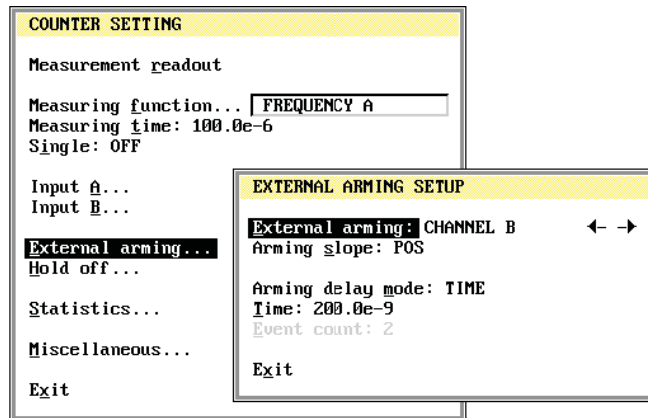 COUNTER SETTING
Measurement readout
Measuring function... FREQUENCY A
Measuring time: 100.0e-6
Single: OFF
Input A...
Input B...
External arming...
Hold off...
Statistics...
Miscellaneous...
Exit
EXTERNAL ARMING SETUP
External arming: CHANNEL B
Arming slope: POS
Arming delay mode: TIME
Time: 200.0e-9
Event count: 2
Exit